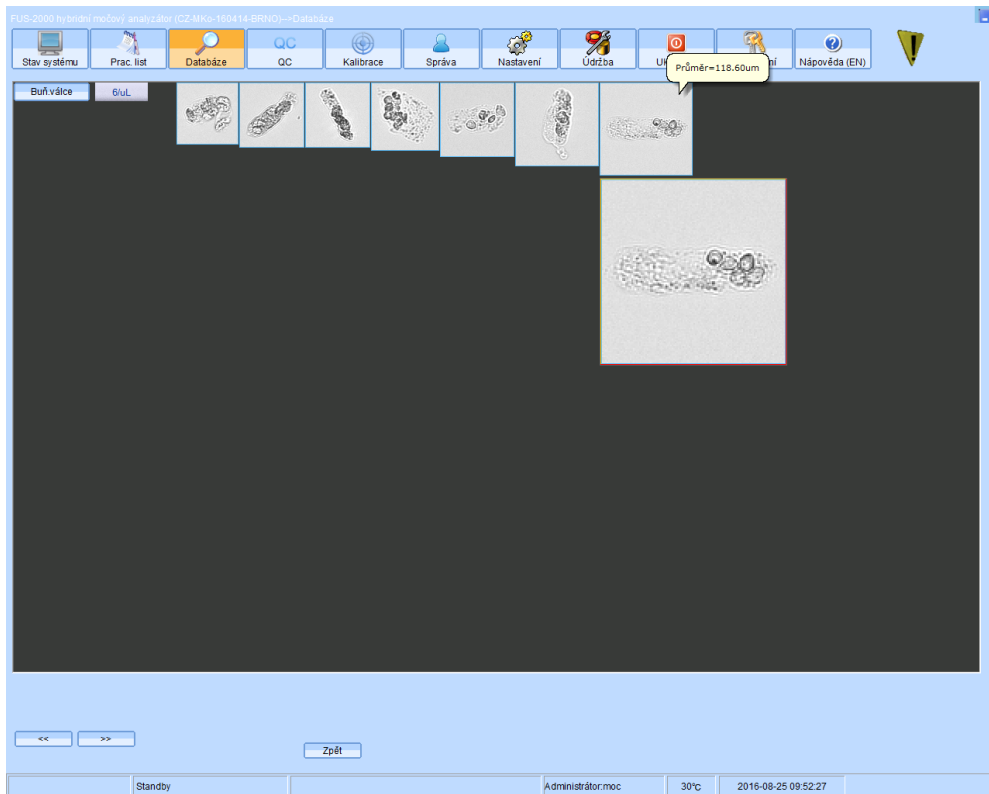 FUS-2000 hybridní močový analyzátor (CZ-MKo-160414-BRNO)-->Databáze
QC
Stav systému Prac. list Databáze QC Kalibrace Správa Nastavení Údržba Nápověda (EN)
Průměr=118.60um
Buň.válce 6/uL
<< >>
Zpět
Standby Administrátor:moc 30°C 2016-08-25 09:52:27